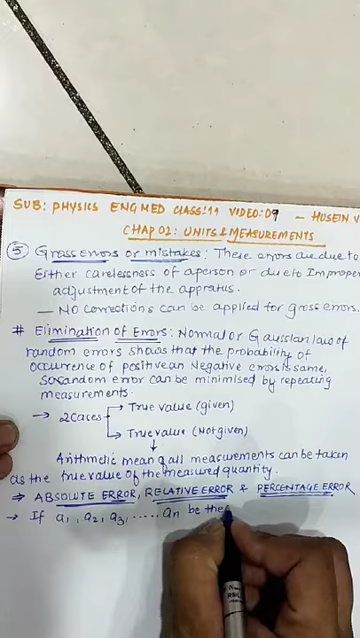 SUB: PHYSICS ENG MED CLASS:11 VIDEO:09 - HUSEIN V
CHAP 02: UNITS & MEASUREMENTS
5 Gross errors or mistakes: These errors are due to
Either carelessness of a person or due to Improper
adjustment of the appratus.
— No corrections can be applied for gross errors.
# Elimination of Errors: Normal or Gaussian law of
random errors shows that the probability of
occurrence of positive an Negative error is same,
So random error can be minimised by repeating
measurements.
→ 2 cases → True value (given)
→ True value (Not given)
↓
Arithmetic mean of all measurements can be taken
as the true value of the measured quantity.
⇒ ABSOLUTE ERROR, RELATIVE ERROR & PERCENTAGE ERROR
→ If a1, a2, a3, ..... an be the